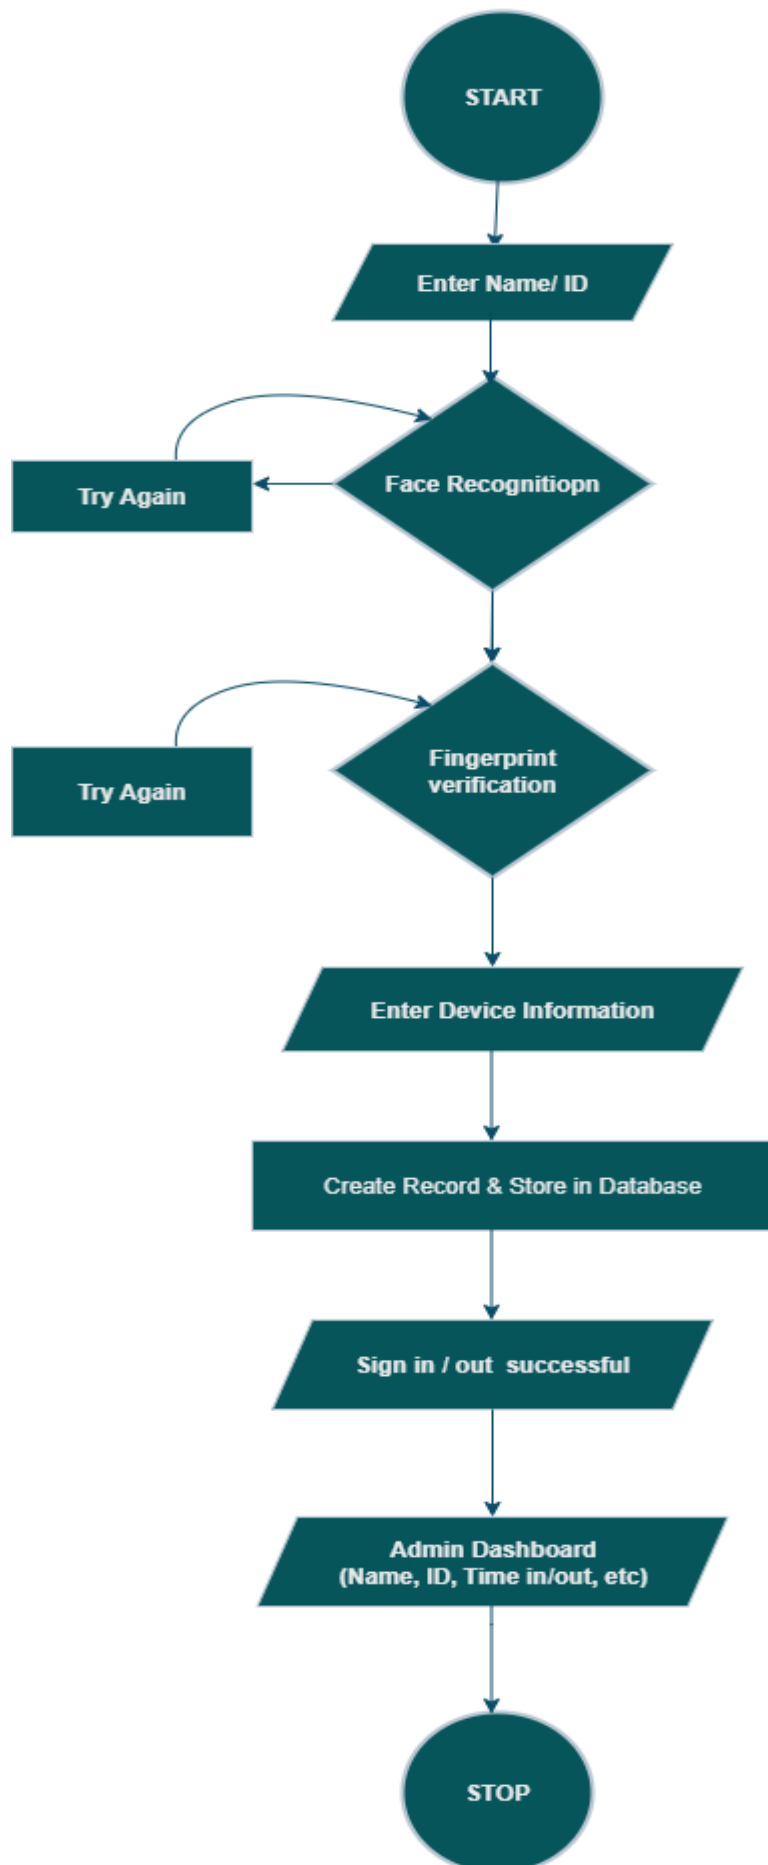 START
Enter Name/ ID
Face Recognitiopn
Try Again
Fingerprint
verification
Try Again
Enter Device Information
Create Record & Store in Database
Sign in / out  successful
Admin Dashboard
(Name, ID, Time in/out, etc)
STOP